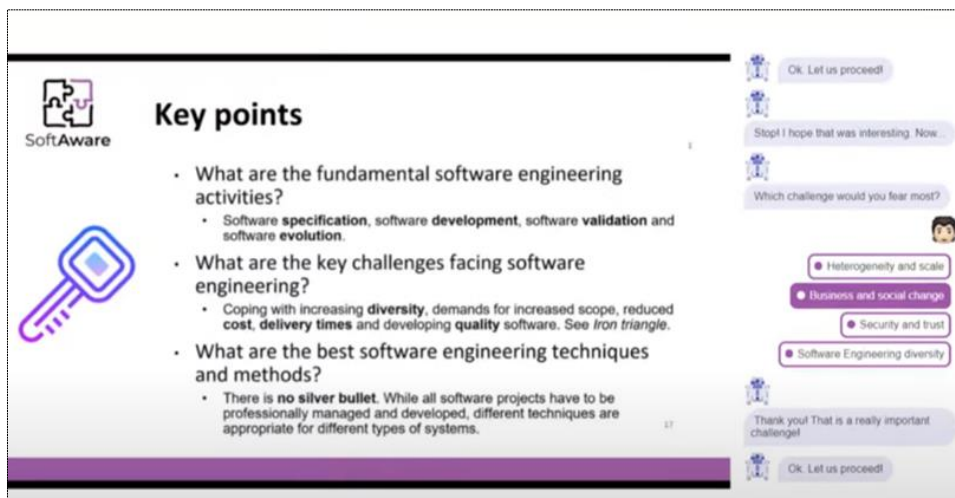 SoftAware
Key points
What are the fundamental software engineering
activities?
Software specification, software development, software validation and
software evolution.
What are the key challenges facing software
engineering?
Coping with increasing diversity, demands for increased scope, reduced
cost, delivery times and developing quality software. See Iron triangle.
What are the best software engineering techniques
and methods?
There is no silver bullet. While all software projects have to be
professionally managed and developed, different techniques are
appropriate for different types of systems.
17
Ok. Let us proceed!
Stop! I hope that was interesting. Now...
Which challenge would you fear most?
Heterogeneity and scale
Business and social change
Security and trust
Software Engineering diversity
Thank you! That is a really important
challenge!
Ok. Let us proceed!